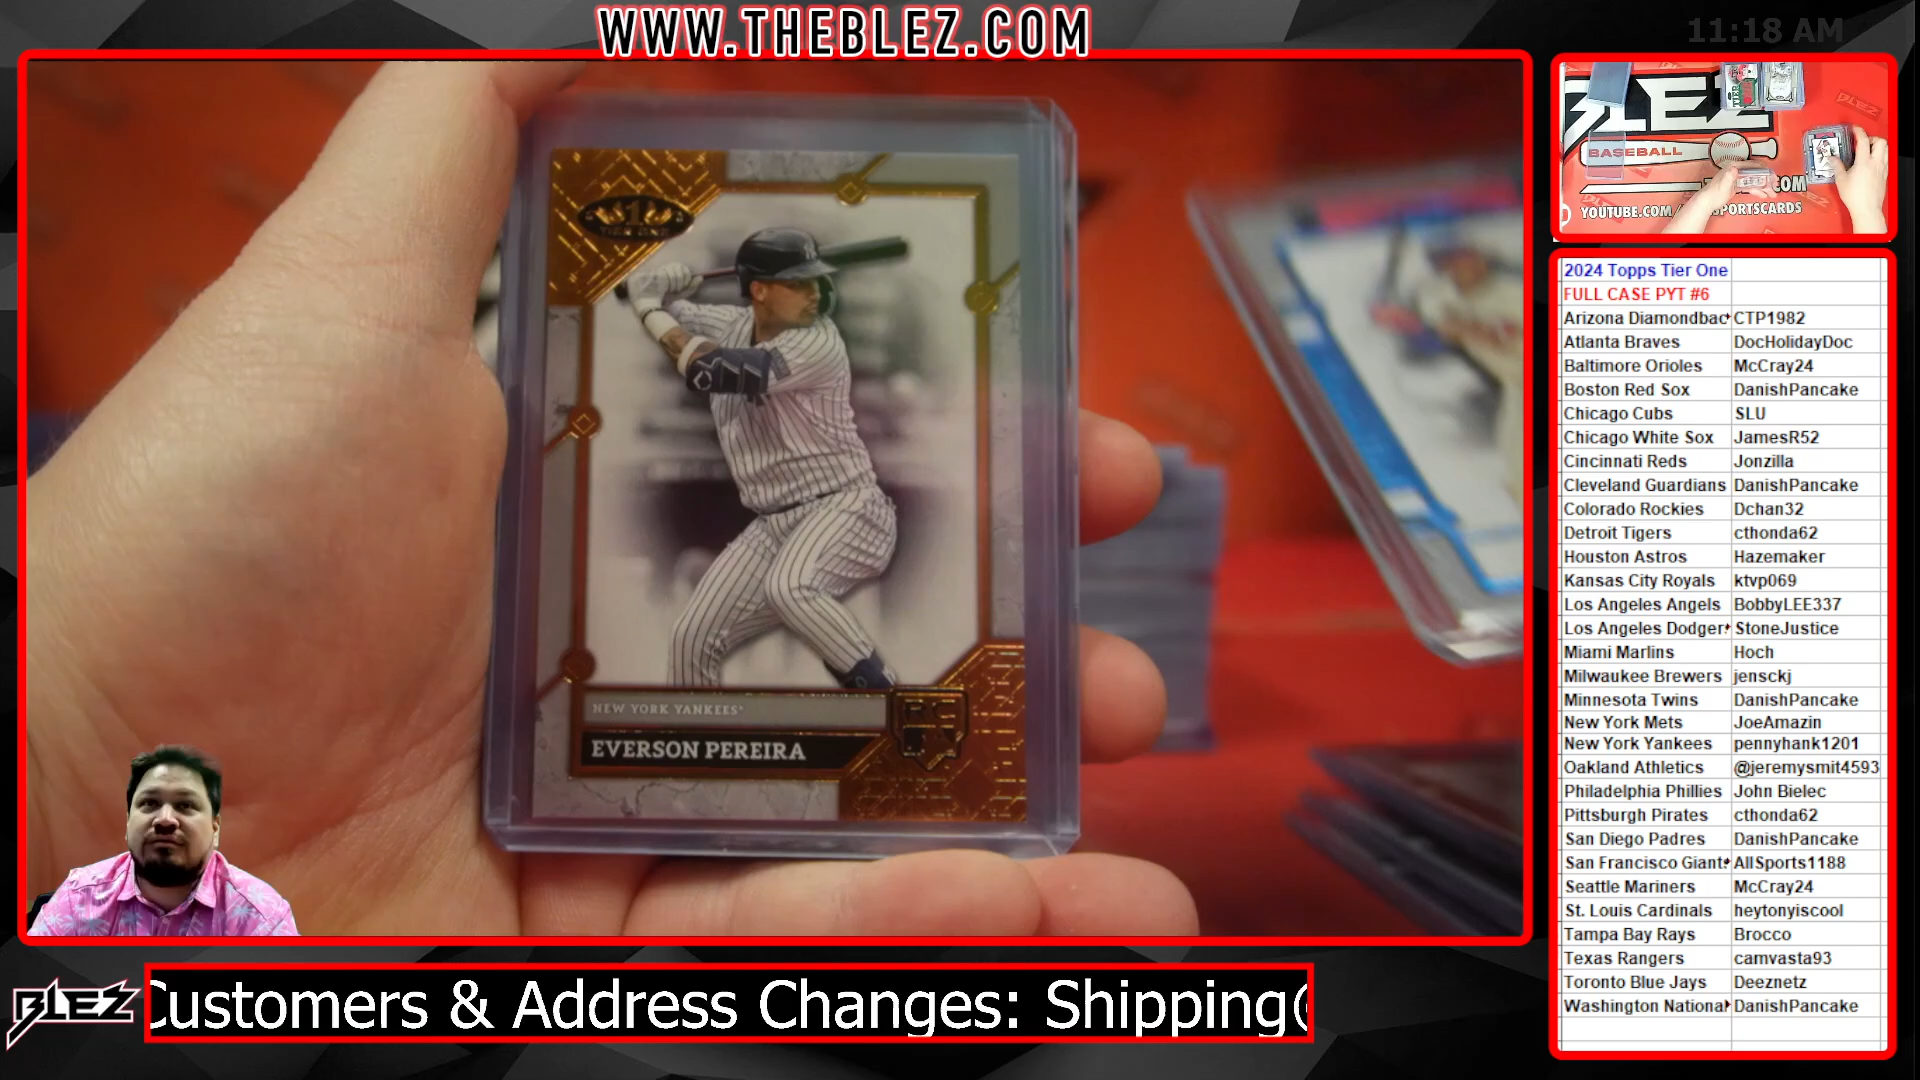 WWW.THEBLEZ.COM
11:18 AM
1
NEW YORK YANKEES
EVERSON PEREIRA
BLEZ
BASEBALL
COM
YOUTUBE.COM
SPORTSCARDS
2024 Topps Tier One
FULL CASE PYT #6
Arizona Diamondbac CTP1982
Atlanta Braves DocHolidayDoc
Baltimore Orioles McCray24
Boston Red Sox DanishPancake
Chicago Cubs SLU
Chicago White Sox JamesR52
Cincinnati Reds Jonzilla
Cleveland Guardians DanishPancake
Colorado Rockies Dchan32
Detroit Tigers cthonda62
Houston Astros Hazemaker
Kansas City Royals ktvp069
Los Angeles Angels BobbyLEE337
Los Angeles Dodger StoneJustice
Miami Marlins Hoch
Milwaukee Brewers jensckj
Minnesota Twins DanishPancake
New York Mets JoeAmazin
New York Yankees pennyhank1201
Oakland Athletics @jeremysmit4593
Philadelphia Phillies John Bielec
Pittsburgh Pirates cthonda62
San Diego Padres DanishPancake
San Francisco Giant AllSports1188
Seattle Mariners McCray24
St. Louis Cardinals heytonyiscool
Tampa Bay Rays Brocco
Texas Rangers camvasta93
Toronto Blue Jays Deeznetz
Washington National DanishPancake
BLEZ
Customers & Address Changes: Shipping@